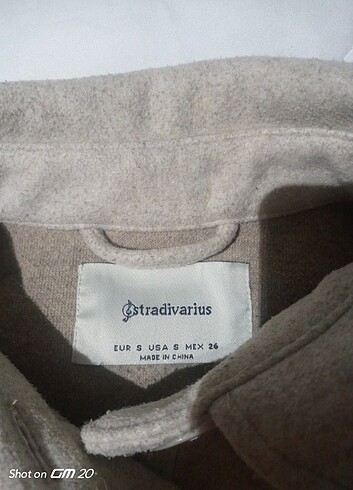 stradivarius
EUR S USA S MEX 26
MADE IN CHINA
Shot on GM 20